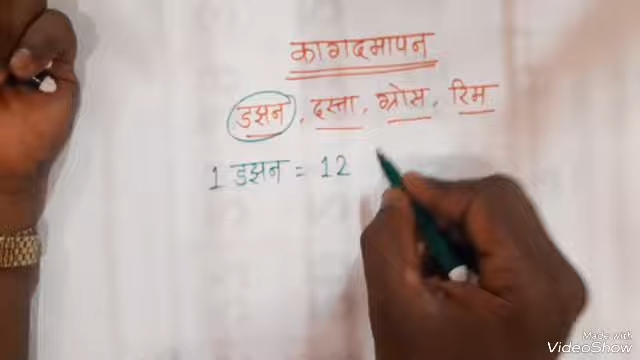 कागदमापन
डझन, दस्ता, ग्रोस, रिम
1 डझन = 12
Made with
VideoShow